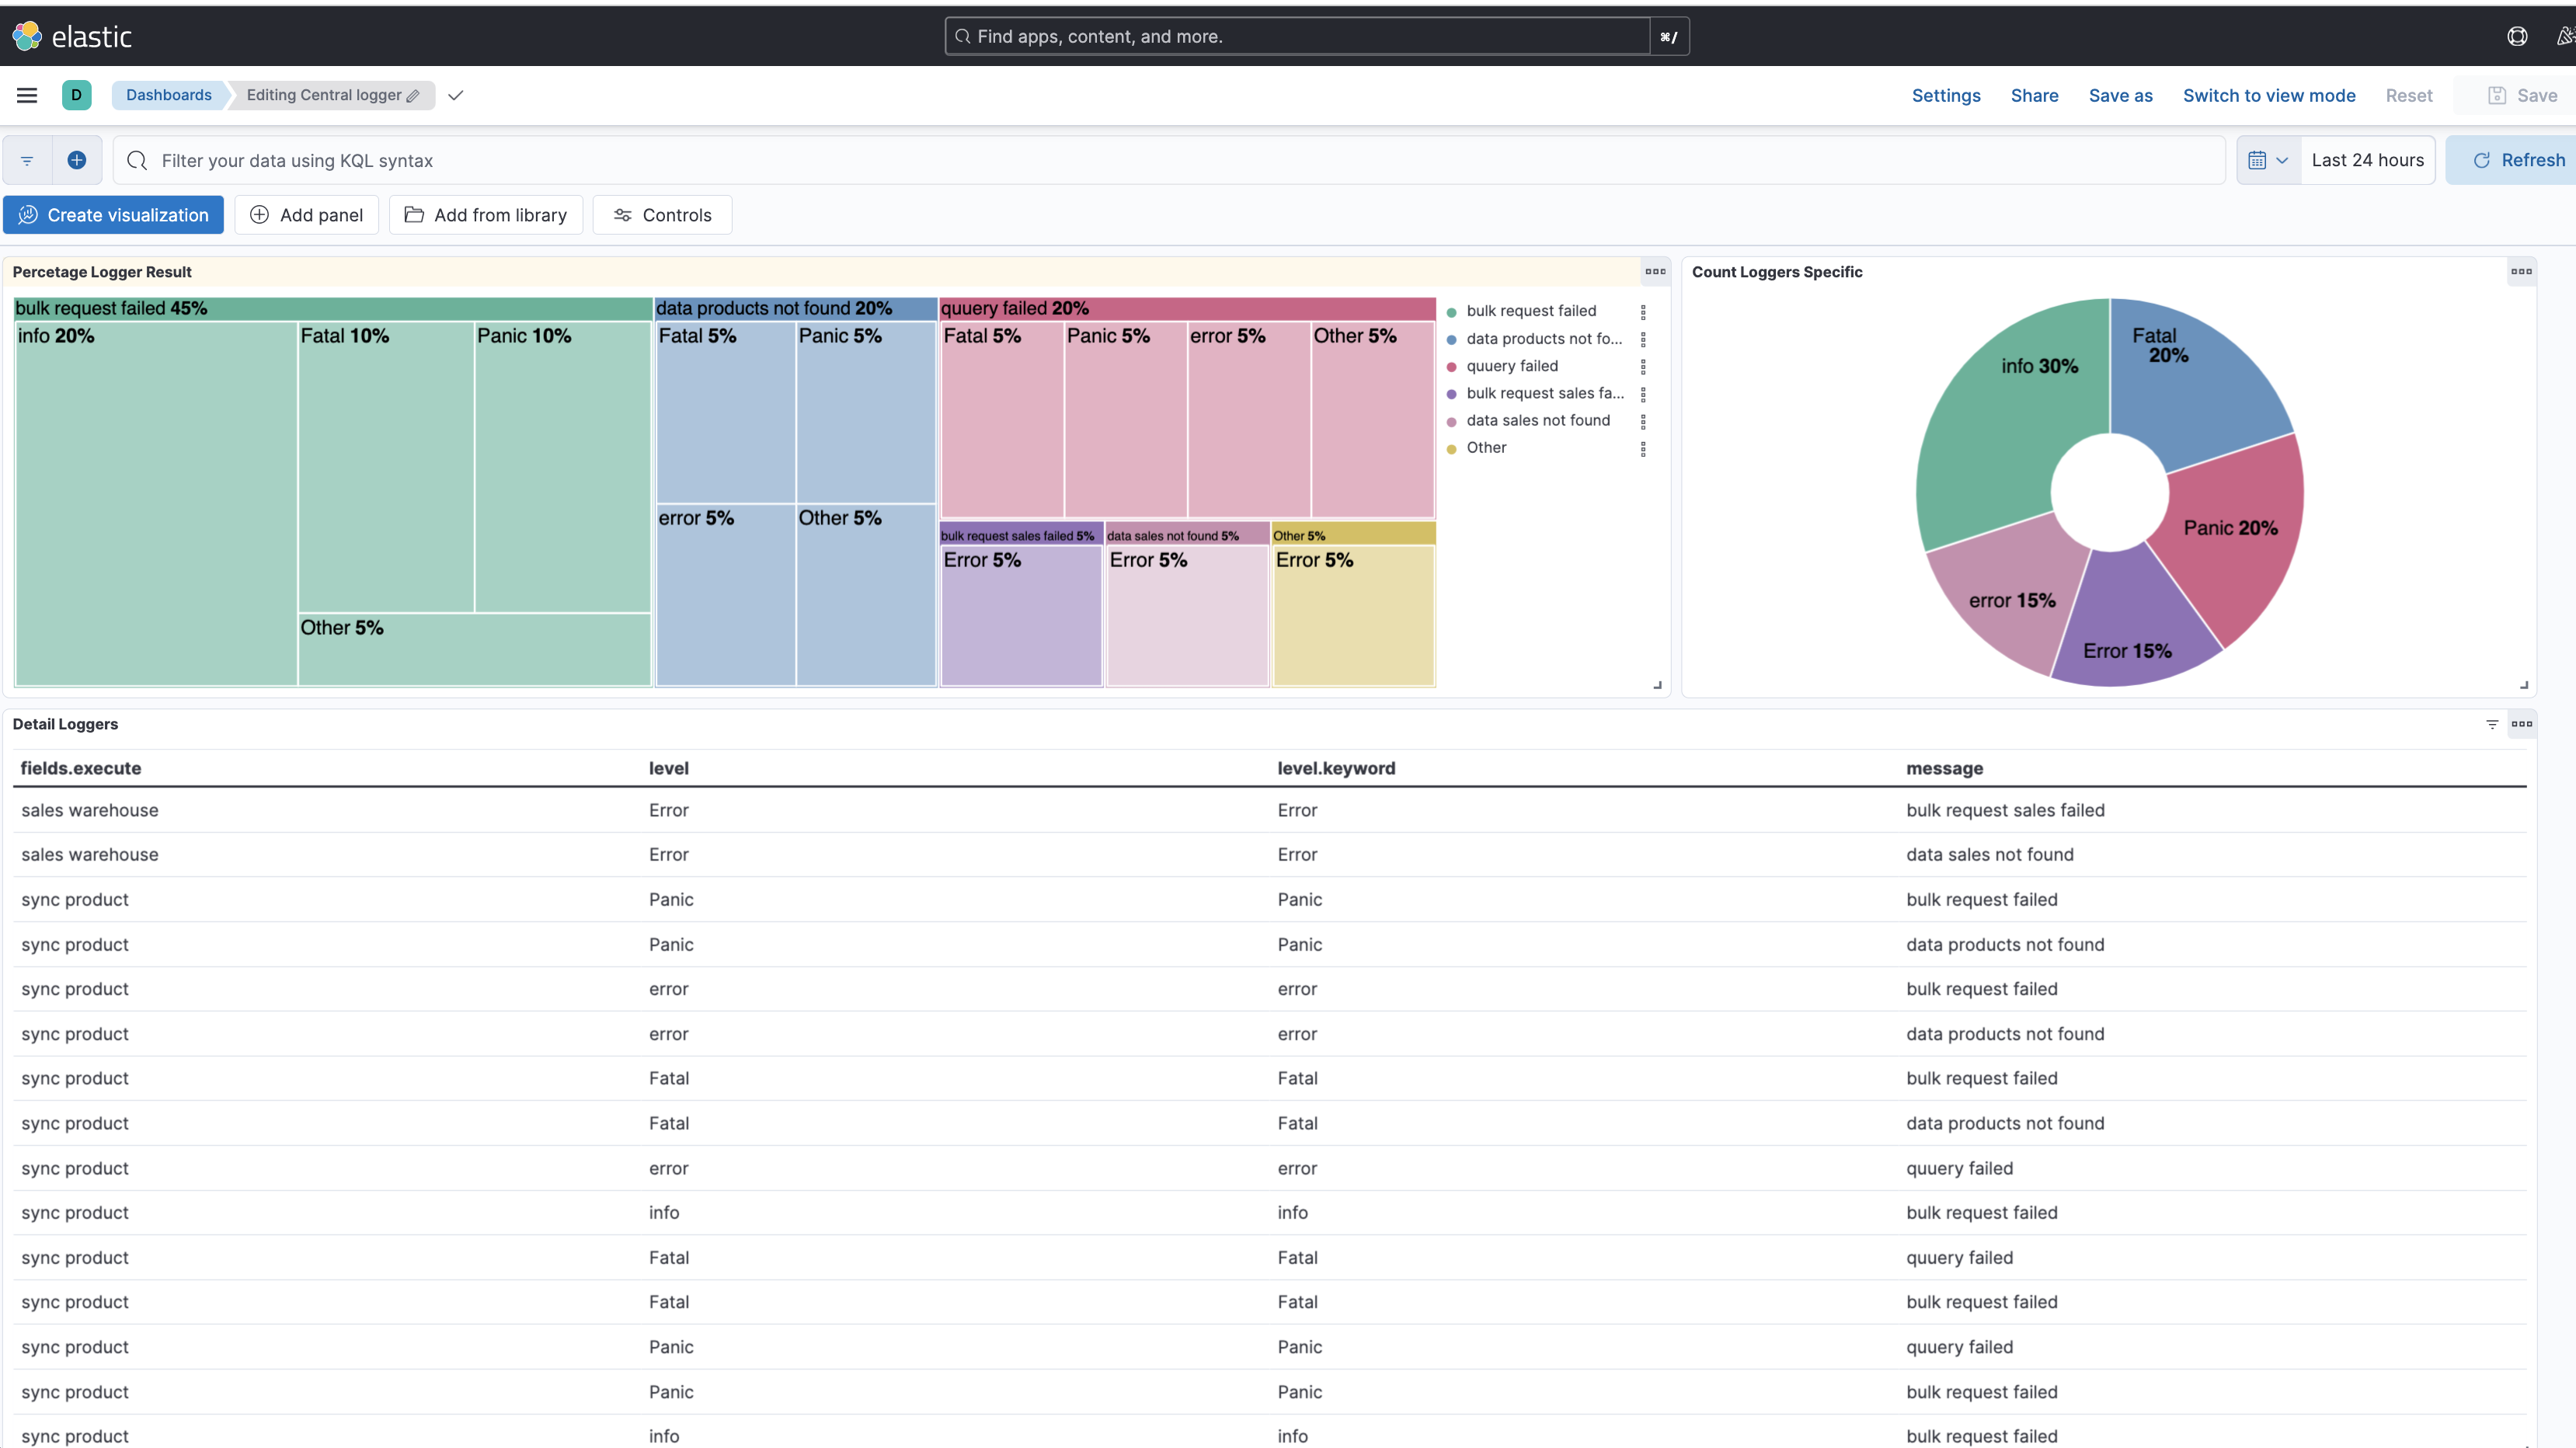 elastic
Find apps, content, and more.
⌘/
D
Dashboards
Editing Central logger
Settings
Share
Save as
Switch to view mode
Reset
Save
Filter your data using KQL syntax
Last 24 hours
Refresh
Create visualization
Add panel
Add from library
Controls
Percetage Logger Result
bulk request failed 45%
info 20%
Fatal 10%
Panic 10%
Other 5%
data products not found 20%
Fatal 5%
Panic 5%
error 5%
Other 5%
quuery failed 20%
Fatal 5%
Panic 5%
error 5%
Other 5%
bulk request sales failed 5%
Error 5%
data sales not found 5%
Error 5%
Other 5%
Error 5%
bulk request failed
data products not fo...
quuery failed
bulk request sales fa...
data sales not found
Other
Count Loggers Specific
Fatal
20%
info 30%
Panic 20%
error 15%
Error 15%
Detail Loggers
fields.execute level level.keyword message
sales warehouse Error Error bulk request sales failed
sales warehouse Error Error data sales not found
sync product Panic Panic bulk request failed
sync product Panic Panic data products not found
sync product error error bulk request failed
sync product error error data products not found
sync product Fatal Fatal bulk request failed
sync product Fatal Fatal data products not found
sync product error error quuery failed
sync product info info bulk request failed
sync product Fatal Fatal quuery failed
sync product Fatal Fatal bulk request failed
sync product Panic Panic quuery failed
sync product Panic Panic bulk request failed
sync product info info bulk request failed